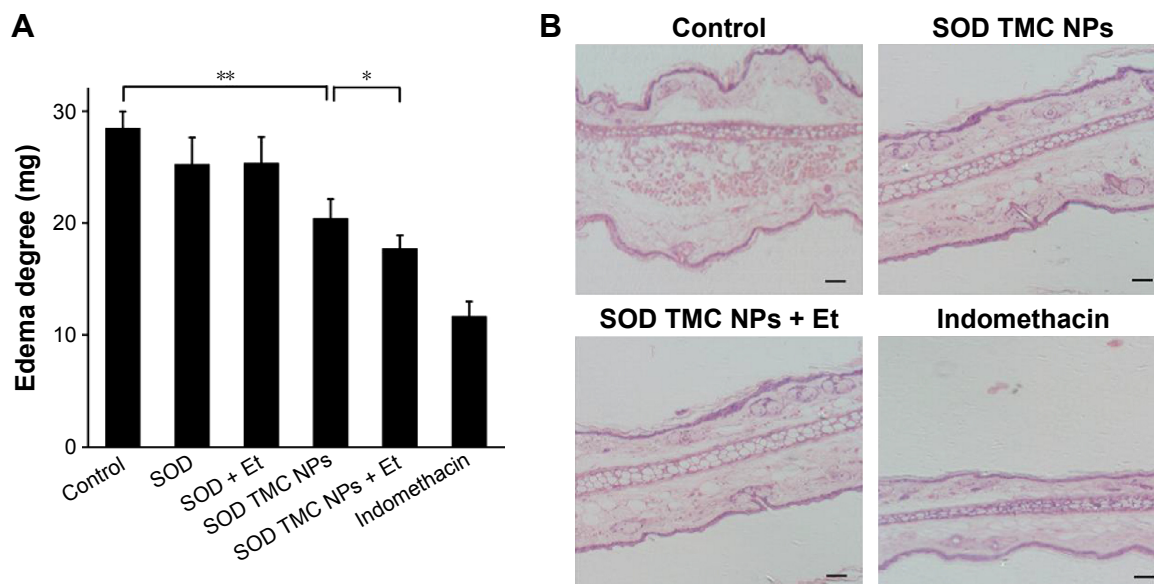 A
**
*
30
20
10
0
Edema degree (mg)
Control
SOD
SOD + Et
SOD TMC NPs
SOD TMC NPs + Et
Indomethacin
B
Control
SOD TMC NPs
SOD TMC NPs + Et
Indomethacin